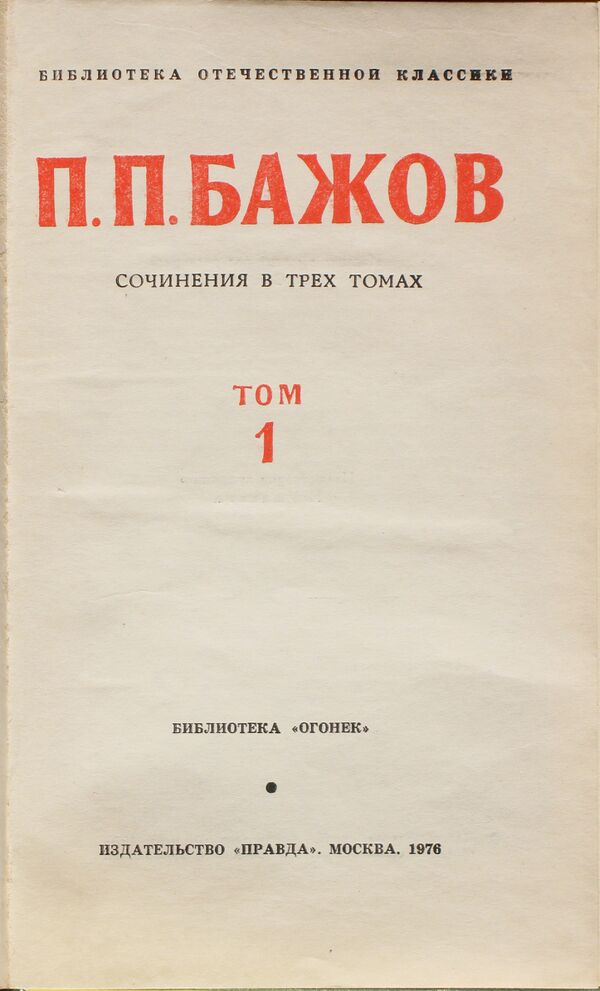 БИБЛИОТЕКА ОТЕЧЕСТВЕННОЙ КЛАССИКИ
П.П.БАЖОВ
СОЧИНЕНИЯ В ТРЕХ ТОМАХ
ТОМ
1
БИБЛИОТЕКА «ОГОНЕК»
•
ИЗДАТЕЛЬСТВО «ПРАВДА». МОСКВА. 1976